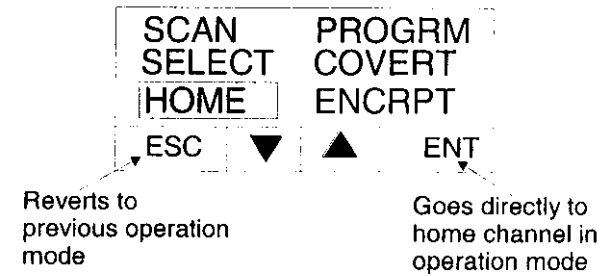 SCAN PROGRM
SELECT COVERT
HOME ENCRPT
ESC ▼ ▲ ENT
Reverts to
previous operation
mode
Goes directly to
home channel in
operation mode